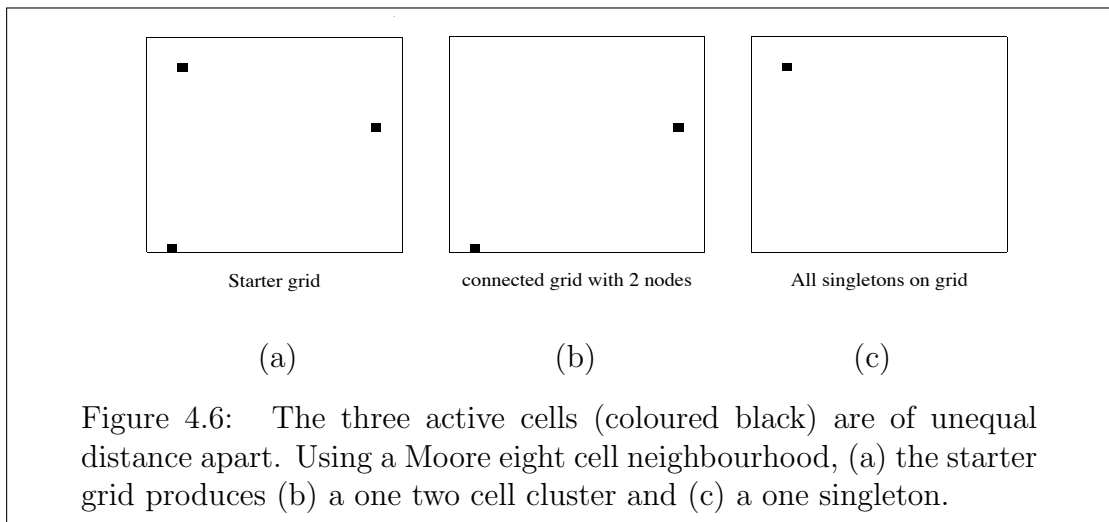 Starter grid
connected grid with 2 nodes
All singletons on grid
(a)
(b)
(c)
Figure 4.6: The three active cells (coloured black) are of unequal
distance apart. Using a Moore eight cell neighbourhood, (a) the starter
grid produces (b) a one two cell cluster and (c) a one singleton.